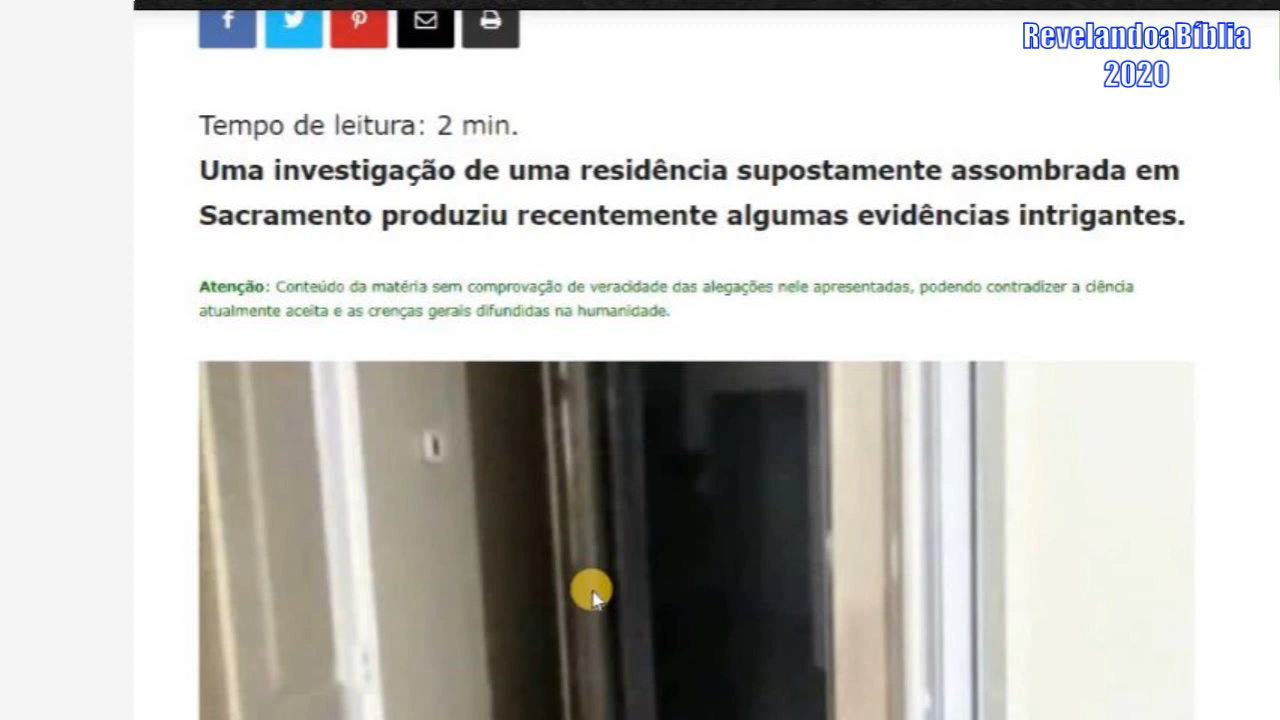 RevelandoaBíblia
2020
Tempo de leitura: 2 min.
Uma investigação de uma residência supostamente assombrada em
Sacramento produziu recentemente algumas evidências intrigantes.
Atenção: Conteúdo da matéria sem comprovação de veracidade das alegações nele apresentadas, podendo contradizer a ciência
atualmente aceita e as crenças gerais difundidas na humanidade.